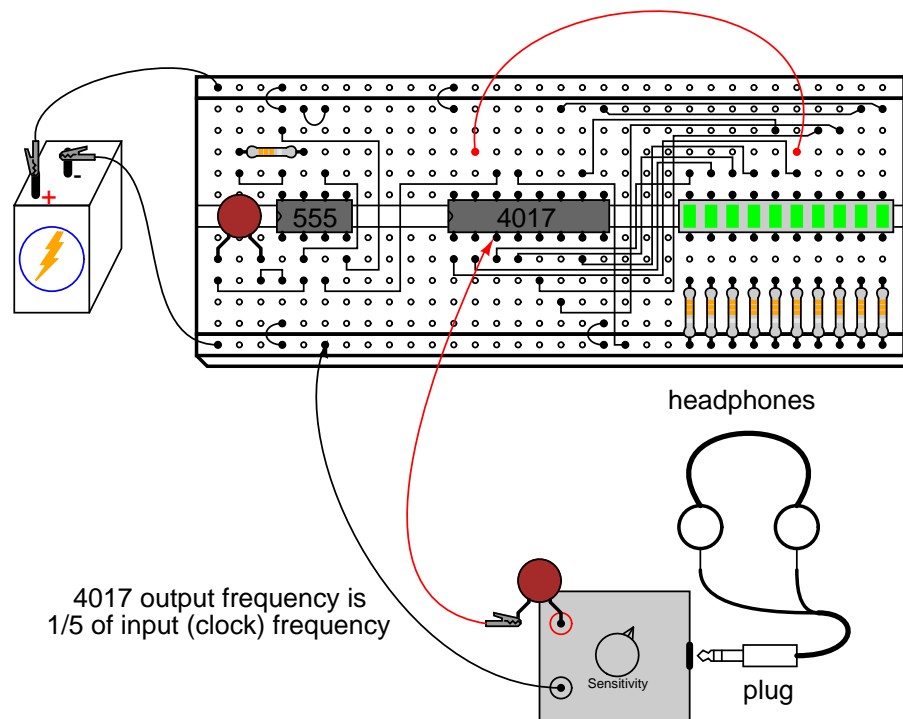 555
4017
-
+
headphones
4017 output frequency is
1/5 of input (clock) frequency
Sensitivity
plug